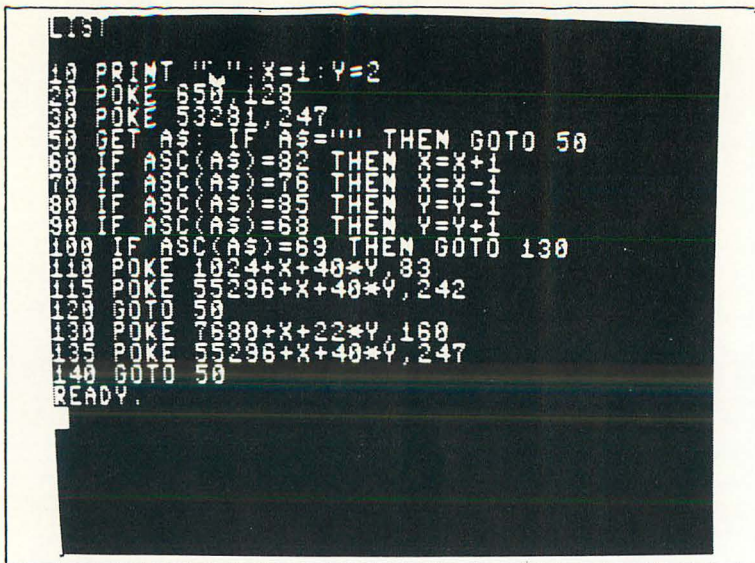 LIST
10 PRINT "":X=1:Y=2
20 POKE 650,128
30 POKE 53281,247
50 GET A$: IF A$="" THEN GOTO 50
60 IF ASC(A$)=82 THEN X=X+1
70 IF ASC(A$)=76 THEN X=X-1
80 IF ASC(A$)=85 THEN Y=Y-1
90 IF ASC(A$)=68 THEN Y=Y+1
100 IF ASC(A$)=69 THEN GOTO 130
110 POKE 1024+X+40*Y,83
115 POKE 55296+X+40*Y,242
120 GOTO 50
130 POKE 7680+X+22*Y,160
135 POKE 55296+X+40*Y,247
140 GOTO 50
READY.